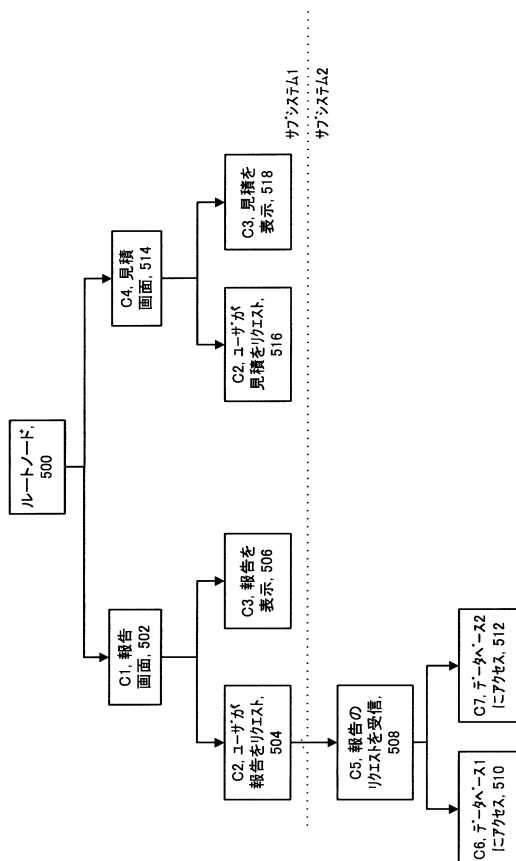 ルートノード,
500
C1, 報告
画面, 502
C4, 見積
画面, 514
C2, ユーザが
報告をリクエスト,
504
C3, 報告を
表示, 506
C2, ユーザが
見積をリクエスト,
516
C3, 見積を
表示, 518
サブシステム1
サブシステム2
C5, 報告の
リクエストを受信,
508
C6, データベース1
にアクセス, 510
C7, データベース2
にアクセス, 512